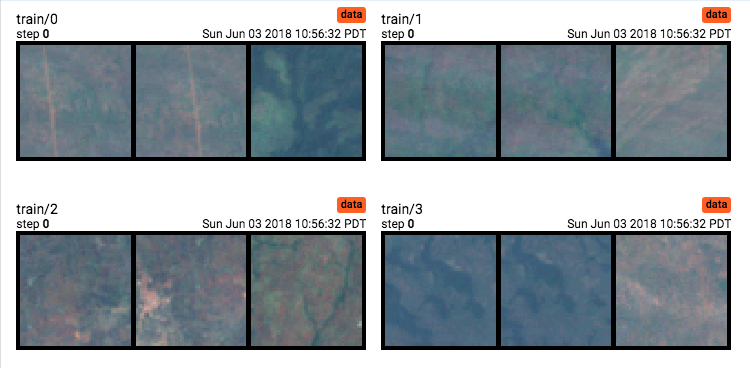 train/0 data
step 0 Sun Jun 03 2018 10:56:32 PDT
train/1 data
step 0 Sun Jun 03 2018 10:56:32 PDT
train/2 data
step 0 Sun Jun 03 2018 10:56:32 PDT
train/3 data
step 0 Sun Jun 03 2018 10:56:32 PDT